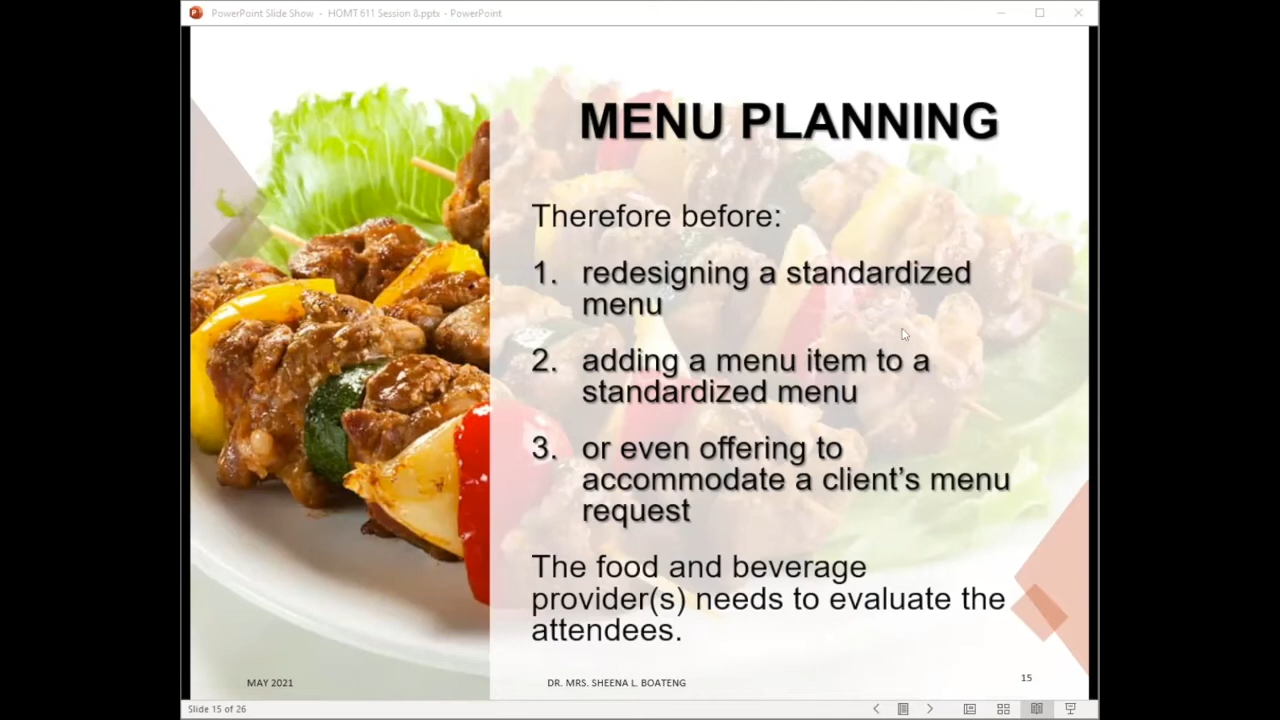 PowerPoint Slide Show - HOMT 611 Session 8.pptx - PowerPoint
MENU PLANNING
Therefore before:
1. redesigning a standardized
menu
2. adding a menu item to a
standardized menu
3. or even offering to
accommodate a client’s menu
request
The food and beverage
provider(s) needs to evaluate the
attendees.
MAY 2021
DR. MRS. SHEENA L. BOATENG
15
Slide 15 of 26